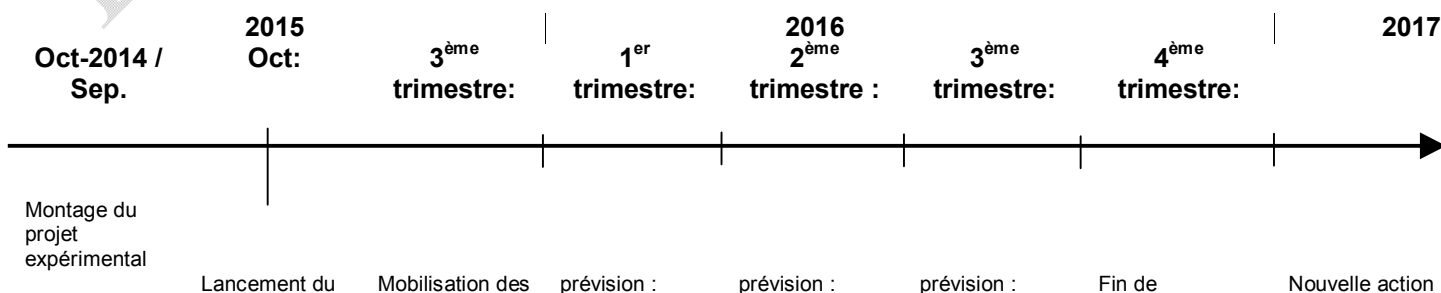 2015 2016 2017
Oct-2014 / Oct: 3ème 1er 2ème 3ème 4ème
Sep. trimestre: trimestre: trimestre : trimestre: trimestre:
Montage du
projet
expérimental
Lancement du Mobilisation des prévision : prévision : prévision : Fin de Nouvelle action